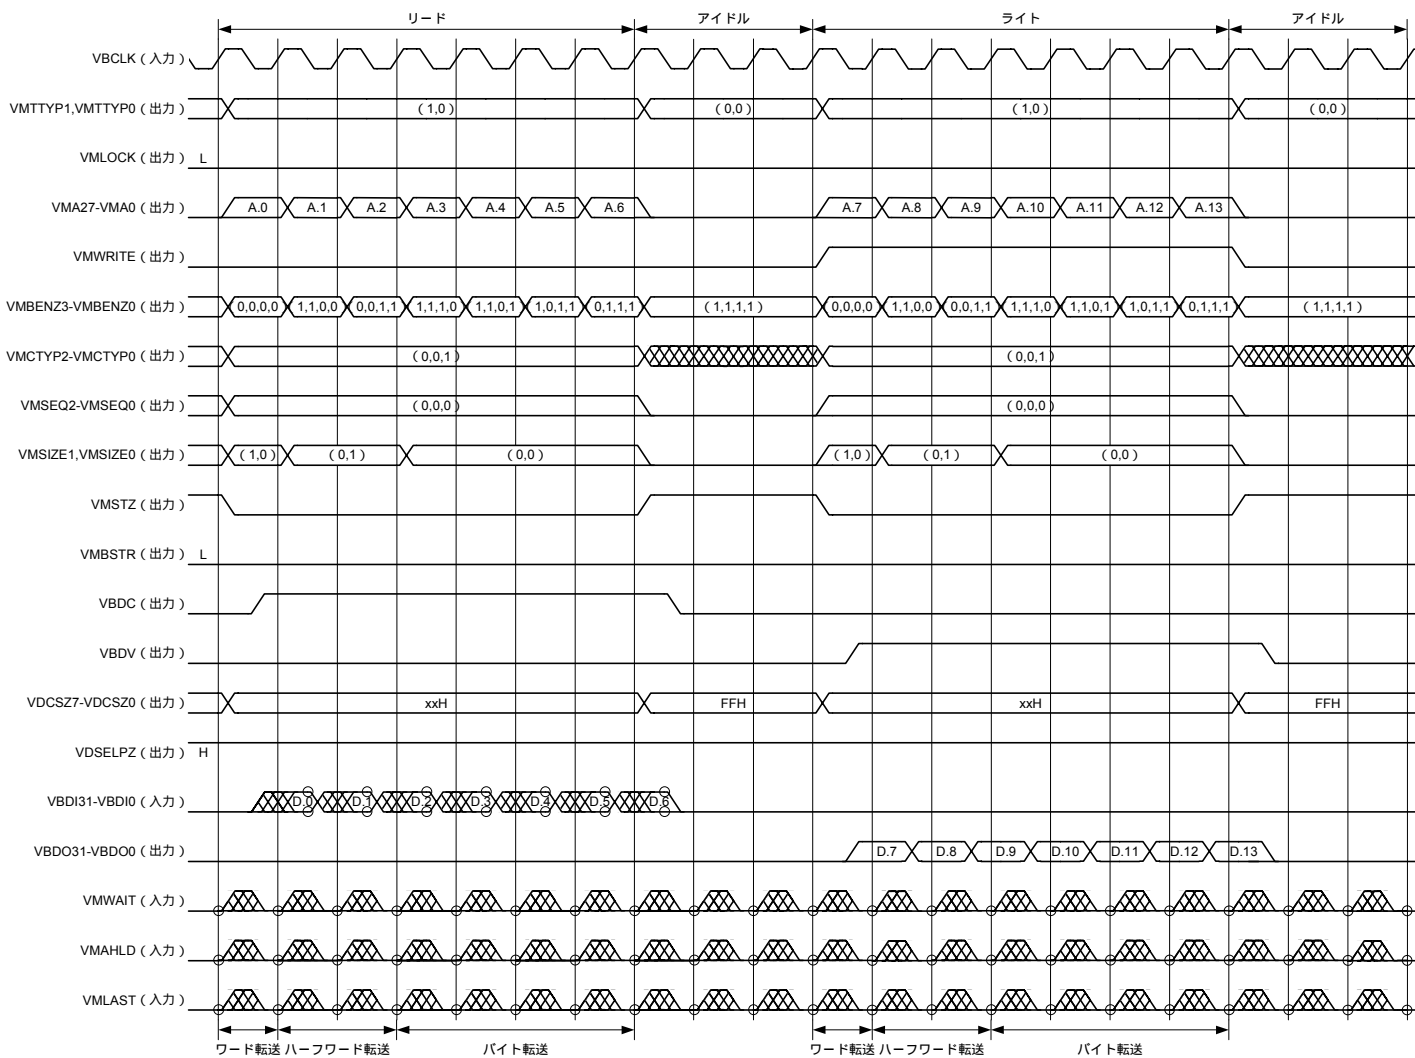 リード アイドル ライト アイドル
VBCLK（入力）
VMTTYP1,VMTTYP0（出力） （1,0） （0,0） （1,0） （0,0）
VMLOCK（出力） L
VMA27-VMA0（出力） A.0 A.1 A.2 A.3 A.4 A.5 A.6 A.7 A.8 A.9 A.10 A.11 A.12 A.13
VMWRITE（出力）
VMBENZ3-VMBENZ0（出力） 0,0,0,0 1,1,0,0 0,0,1,1 1,1,1,0 1,1,0,1 1,0,1,1 0,1,1,1 （1,1,1,1） 0,0,0,0 1,1,0,0 0,0,1,1 1,1,1,0 1,1,0,1 1,0,1,1 0,1,1,1 （1,1,1,1）
VMCTYP2-VMCTYP0（出力） （0,0,1） （0,0,1）
VMSEQ2-VMSEQ0（出力） （0,0,0） （0,0,0）
VMSIZE1,VMSIZE0（出力） （1,0） （0,1） （0,0） （1,0） （0,1） （0,0）
VMSTZ（出力）
VMBSTR（出力） L
VBDC（出力）
VBDV（出力）
VDCSZ7-VDCSZ0（出力） xxH FFH xxH FFH
VDSELPZ（出力） H
VBDI31-VBDI0（入力） D.0 D.1 D.2 D.3 D.4 D.5 D.6
VBDO31-VBDO0（出力） D.7 D.8 D.9 D.10 D.11 D.12 D.13
VMWAIT（入力）
VMAHLD（入力）
VMLAST（入力）
ワード転送 ハーフワード転送 バイト転送 ワード転送 ハーフワード転送 バイト転送